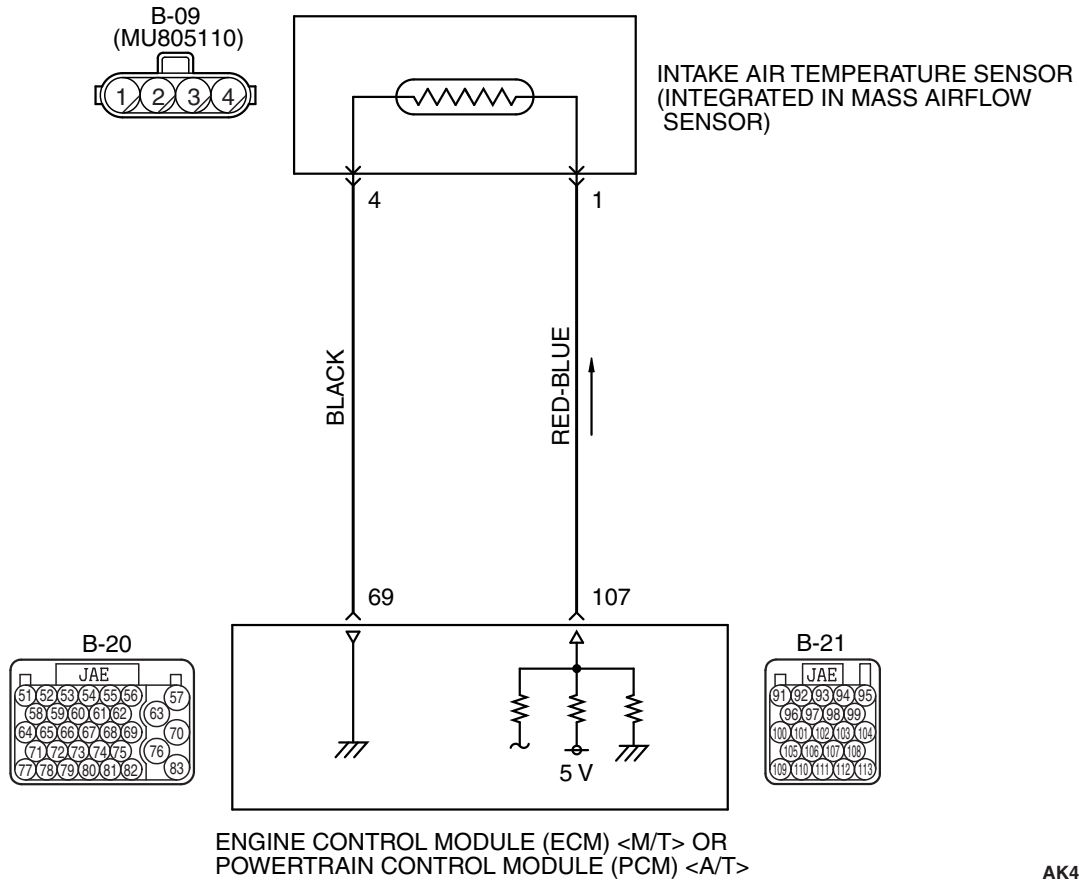 B-09
(MU805110)
1 2 3 4
INTAKE AIR TEMPERATURE SENSOR
(INTEGRATED IN MASS AIRFLOW
SENSOR)
4
1
BLACK
RED-BLUE
69
107
B-20
JAE
51 52 53 54 55 56 57
58 59 60 61 62 63
64 65 66 67 68 69 70
71 72 73 74 75 76
77 78 79 80 81 82 83
5 V
B-21
JAE
91 92 93 94 95
96 97 98 99
100 101 102 103 104
105 106 107 108
109 110 111 112 113
ENGINE CONTROL MODULE (ECM) <M/T> OR
POWERTRAIN CONTROL MODULE (PCM) <A/T>
AK4